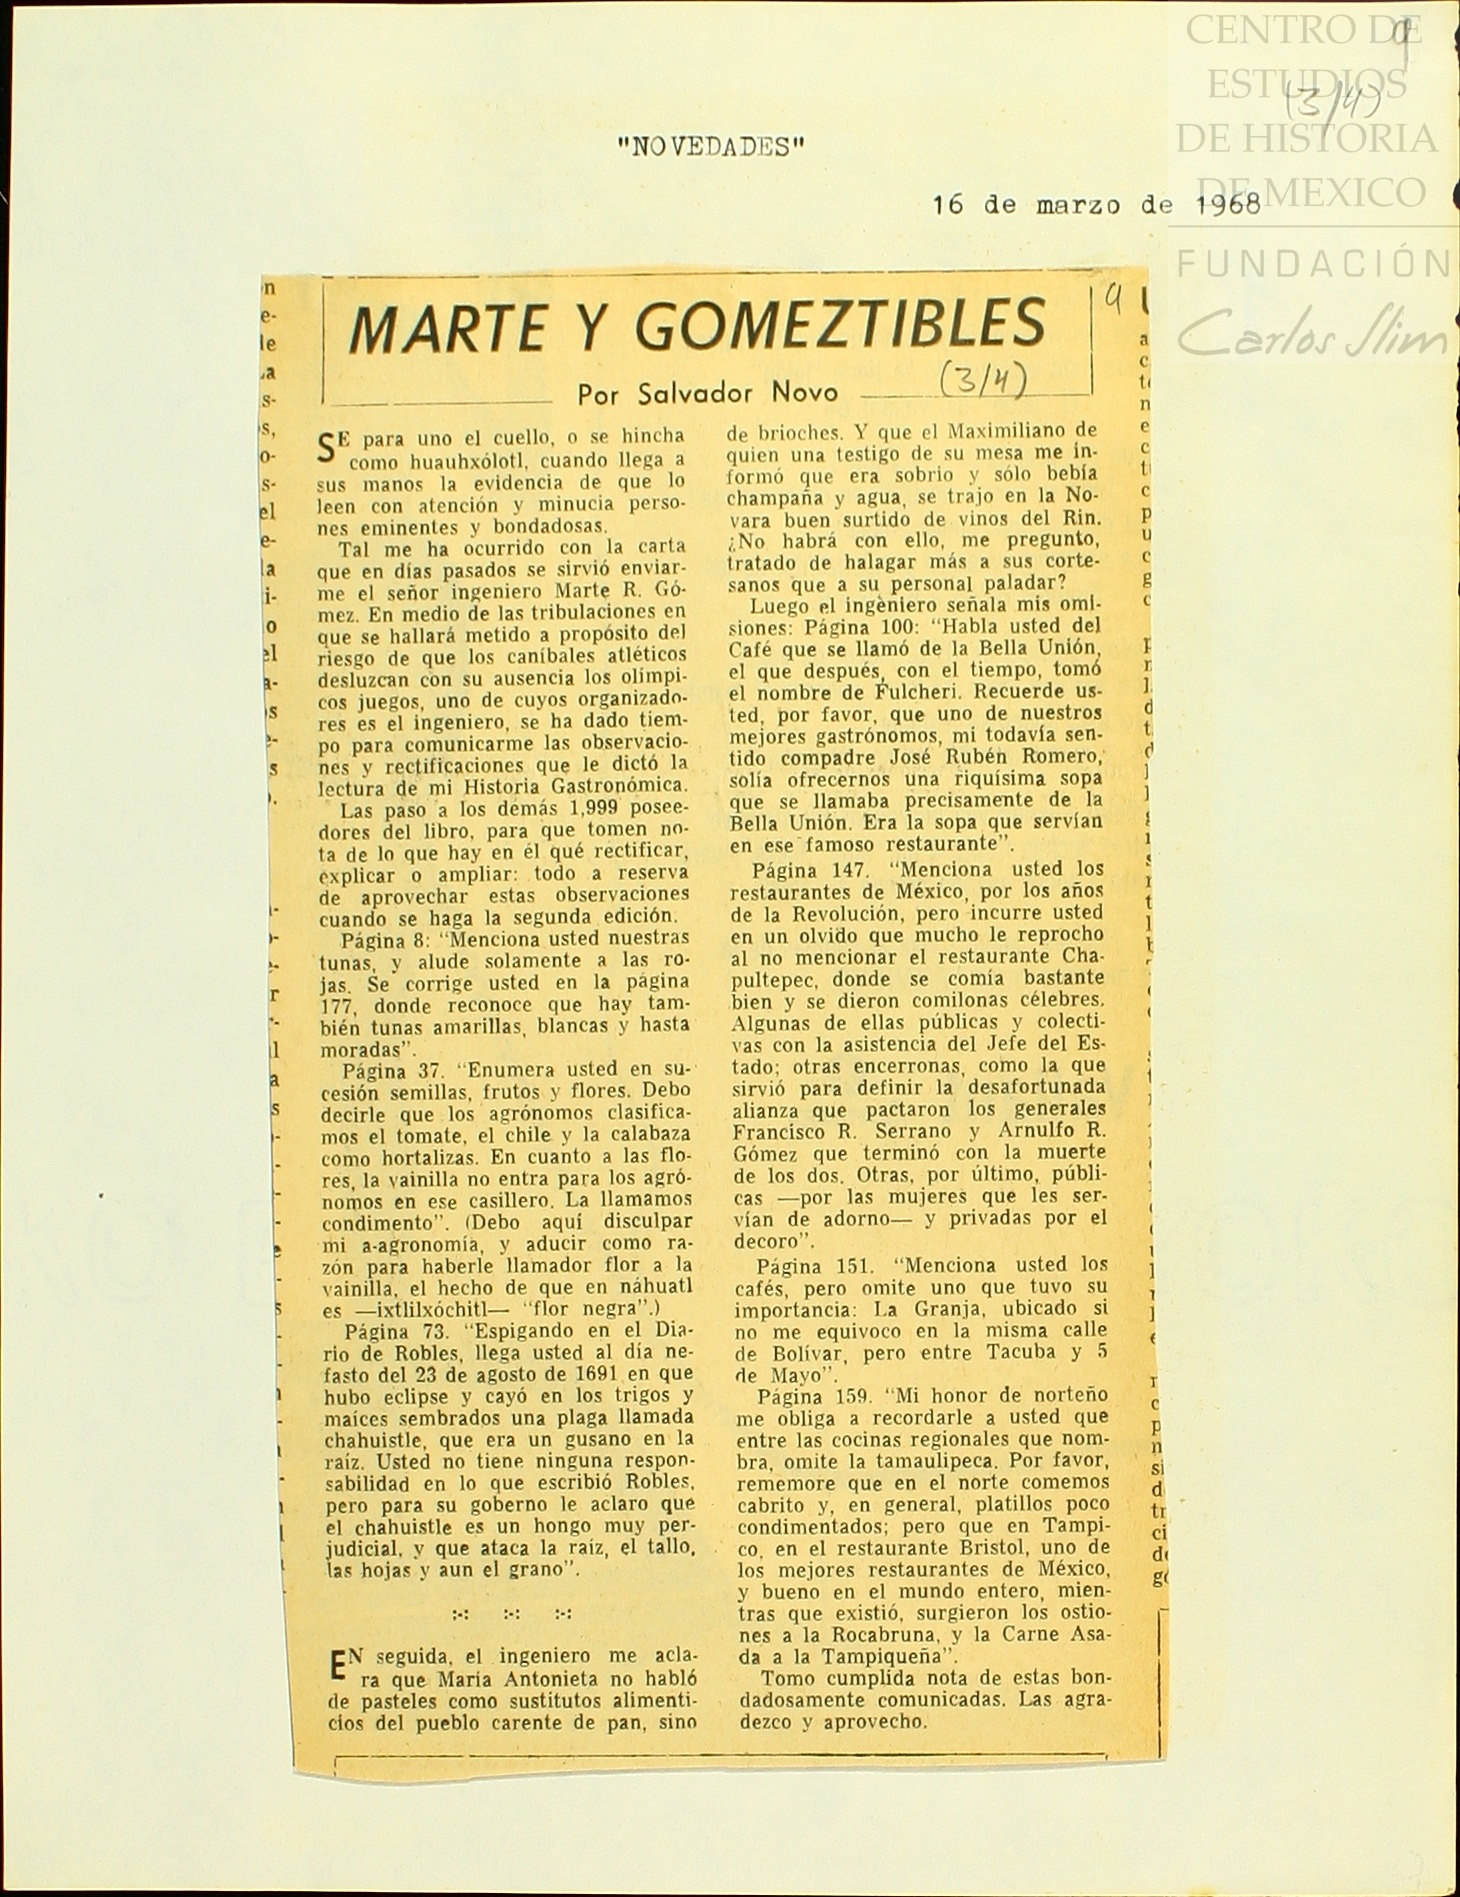 CENTRO DE
ESTUDIOS
DE HISTORIA
DE MEXICO
FUNDACIÓN
Carlos Slim
9
(3/4)
"NOVEDADES"
16 de marzo de 1968
MARTE Y GOMEZTIBLES
9
Por Salvador Novo
(3/4)
SE para uno el cuello, o se hincha
como huauhxólotl, cuando llega a
sus manos la evidencia de que lo
leen con atención y minucia perso-
nes eminentes y bondadosas.
Tal me ha ocurrido con la carta
que en días pasados se sirvió enviar-
me el señor ingeniero Marte R. Gó-
mez. En medio de las tribulaciones en
que se hallará metido a propósito del
riesgo de que los caníbales atléticos
desluzcan con su ausencia los olímpi-
cos juegos, uno de cuyos organizado-
res es el ingeniero, se ha dado tiem-
po para comunicarme las observacio-
nes y rectificaciones que le dictó la
lectura de mi Historia Gastronómica.
Las paso a los demás 1,999 posee-
dores del libro, para que tomen no-
ta de lo que hay en él qué rectificar,
explicar o ampliar: todo a reserva
de aprovechar estas observaciones
cuando se haga la segunda edición.
Página 8: "Menciona usted nuestras
tunas, y alude solamente a las ro-
jas. Se corrige usted en la página
177, donde reconoce que hay tam-
bién tunas amarillas, blancas y hasta
moradas".
Página 37. "Enumera usted en su-
cesión semillas, frutos y flores. Debo
decirle que los agrónomos clasifica-
mos el tomate, el chile y la calabaza
como hortalizas. En cuanto a las flo-
res, la vainilla no entra para los agró-
nomos en ese casillero. La llamamos
condimento". (Debo aquí disculpar
mi a-agronomía, y aducir como ra-
zón para haberle llamador flor a la
vainilla, el hecho de que en náhuatl
es —ixtlilxóchitl— "flor negra".)
Página 73. "Espigando en el Dia-
rio de Robles, llega usted al día ne-
fasto del 23 de agosto de 1691 en que
hubo eclipse y cayó en los trigos y
maíces sembrados una plaga llamada
chahuistle, que era un gusano en la
raíz. Usted no tiene ninguna respon-
sabilidad en lo que escribió Robles,
pero para su goberno le aclaro que
el chahuistle es un hongo muy per-
judicial, y que ataca la raíz, el tallo,
las hojas y aun el grano".
:-: :-: :-:
EN seguida, el ingeniero me acla-
ra que María Antonieta no habló
de pasteles como sustitutos alimenti-
cios del pueblo carente de pan, sino
de brioches. Y que el Maximiliano de
quien una testigo de su mesa me in-
formó que era sobrio y sólo bebía
champaña y agua, se trajo en la No-
vara buen surtido de vinos del Rin.
¿No habrá con ello, me pregunto,
tratado de halagar más a sus corte-
sanos que a su personal paladar?
Luego el ingeniero señala mis omi-
siones: Página 100: "Habla usted del
Café que se llamó de la Bella Unión,
el que después, con el tiempo, tomó
el nombre de Fulcheri. Recuerde us-
ted, por favor, que uno de nuestros
mejores gastrónomos, mi todavía sen-
tido compadre José Rubén Romero,
solía ofrecernos una riquísima sopa
que se llamaba precisamente de la
Bella Unión. Era la sopa que servían
en ese famoso restaurante".
Página 147. "Menciona usted los
restaurantes de México, por los años
de la Revolución, pero incurre usted
en un olvido que mucho le reprocho
al no mencionar el restaurante Cha-
pultepec, donde se comía bastante
bien y se dieron comilonas célebres.
Algunas de ellas públicas y colecti-
vas con la asistencia del Jefe del Es-
tado; otras encerronas, como la que
sirvió para definir la desafortunada
alianza que pactaron los generales
Francisco R. Serrano y Arnulfo R.
Gómez que terminó con la muerte
de los dos. Otras, por último, públi-
cas —por las mujeres que les ser-
vían de adorno— y privadas por el
decoro".
Página 151. "Menciona usted los
cafés, pero omite uno que tuvo su
importancia: La Granja, ubicado si
no me equivoco en la misma calle
de Bolívar, pero entre Tacuba y 5
de Mayo".
Página 159. "Mi honor de norteño
me obliga a recordarle a usted que
entre las cocinas regionales que nom-
bra, omite la tamaulipeca. Por favor,
rememore que en el norte comemos
cabrito y, en general, platillos poco
condimentados; pero que en Tampi-
co, en el restaurante Bristol, uno de
los mejores restaurantes de México,
y bueno en el mundo entero, mien-
tras que existió, surgieron los ostio-
nes a la Rocabruna, y la Carne Asa-
da a la Tampiqueña".
Tomo cumplida nota de estas bon-
dadosamente comunicadas. Las agra-
dezco y aprovecho.